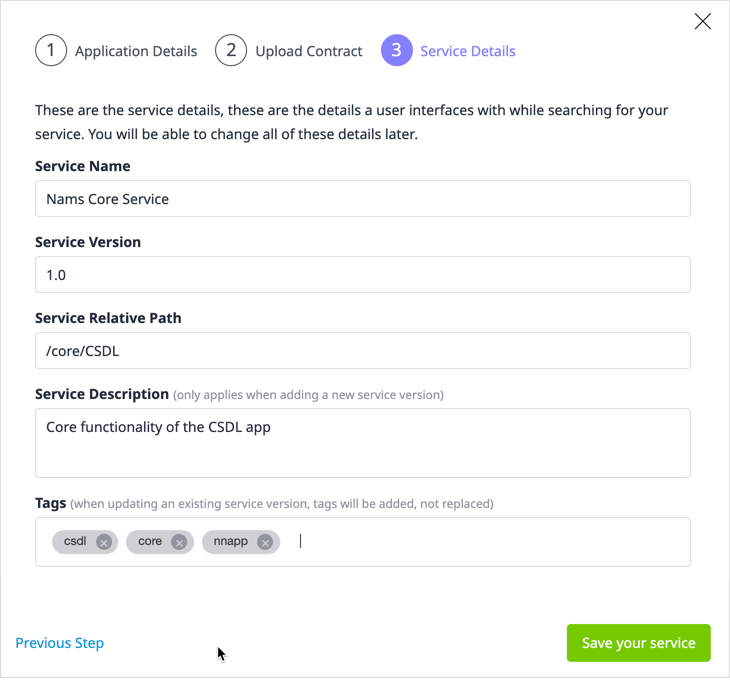 1 Application Details 2 Upload Contract 3 Service Details
These are the service details, these are the details a user interfaces with while searching for your
service. You will be able to change all of these details later.
Service Name
Nams Core Service
Service Version
1.0
Service Relative Path
/core/CSDL
Service Description (only applies when adding a new service version)
Core functionality of the CSDL app
Tags (when updating an existing service version, tags will be added, not replaced)
csdl core nnapp
Previous Step Save your service